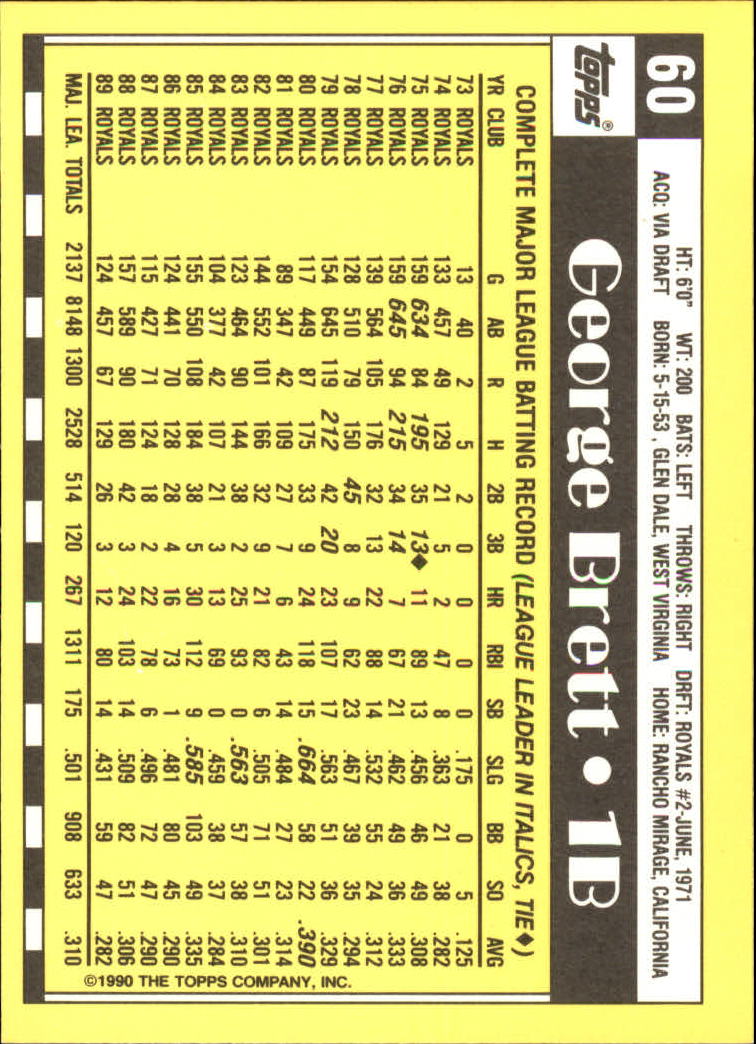 60
HT: 6'0" WT: 200 BATS: LEFT THROWS: RIGHT DRFT: ROYALS #2-JUNE, 1971
ACQ: VIA DRAFT BORN: 5-15-53, GLEN DALE, WEST VIRGINIA HOME: RANCHO MIRAGE, CALIFORNIA
topps® George Brett • 1B
COMPLETE MAJOR LEAGUE BATTING RECORD (LEAGUE LEADER IN ITALICS, TIE◆)
YR CLUB G AB R H 2B 3B HR RBI SB SLG BB SO AVG
73 ROYALS 13 40 2 5 2 0 0 0 0 .175 0 5 .125
74 ROYALS 133 457 49 129 21 5 2 47 8 .363 21 38 .282
75 ROYALS 159 634 84 195 35 13◆ 11 89 13 .456 46 49 .308
76 ROYALS 159 645 94 215 34 14 7 67 21 .462 49 36 .333
77 ROYALS 139 564 105 176 32 13 22 88 14 .532 55 24 .312
78 ROYALS 128 510 79 150 45 8 9 62 23 .467 39 35 .294
79 ROYALS 154 645 119 212 42 20 23 107 17 .563 51 36 .329
80 ROYALS 117 449 87 175 33 9 24 118 15 .664 58 22 .390
81 ROYALS 89 347 42 109 27 7 6 43 14 .484 27 23 .314
82 ROYALS 144 552 101 166 32 9 21 82 6 .505 71 51 .301
83 ROYALS 123 464 90 144 38 2 25 93 0 .563 57 38 .310
84 ROYALS 104 377 42 107 21 3 13 69 0 .459 38 37 .284
85 ROYALS 155 550 108 184 38 5 30 112 9 .585 103 49 .335
86 ROYALS 124 441 70 128 28 4 16 73 1 .481 80 45 .290
87 ROYALS 115 427 71 124 18 2 22 78 6 .496 72 47 .290
88 ROYALS 157 589 90 180 42 3 24 103 14 .509 82 51 .306
89 ROYALS 124 457 67 129 26 3 12 80 14 .431 59 47 .282
MAJ. LEA. TOTALS 2137 8148 1300 2528 514 120 267 1311 175 .501 908 633 .310
©1990 THE TOPPS COMPANY, INC.